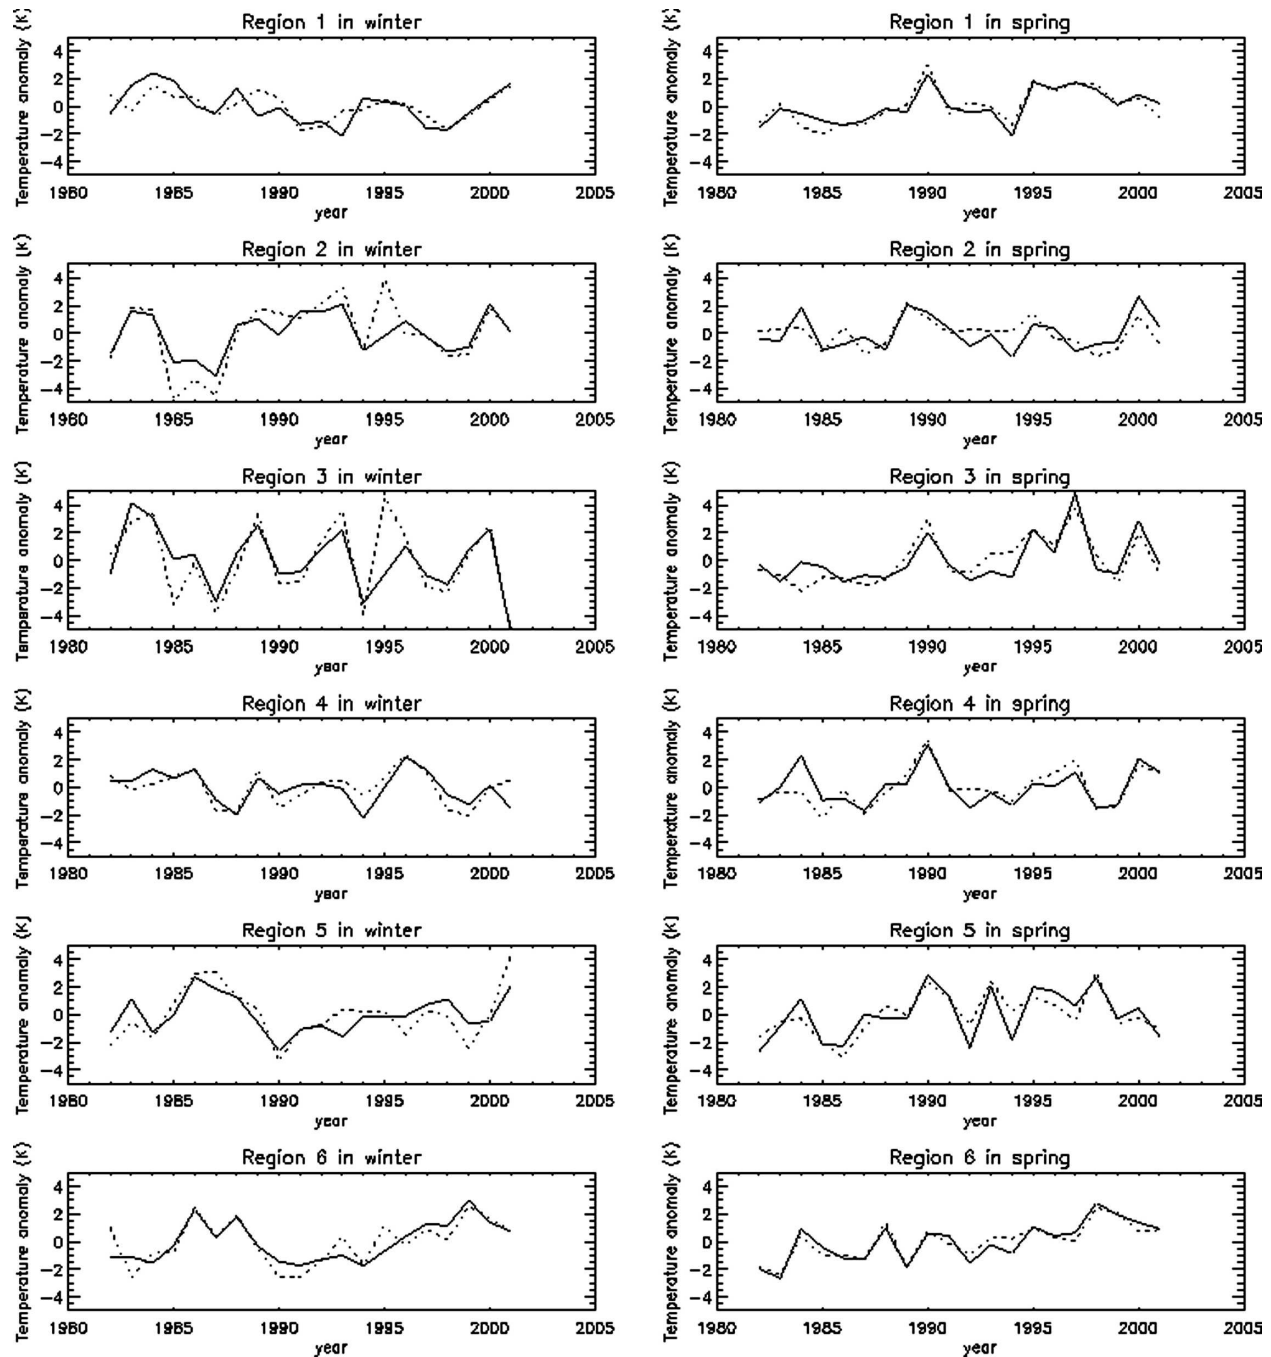 Region 1 in winter
Temperature anomaly (K)
4
2
0
−2
−4
1980 1985 1990 1995 2000 2005
year
Region 1 in spring
Temperature anomaly (K)
4
2
0
−2
−4
1980 1985 1990 1995 2000 2005
year
Region 2 in winter
Temperature anomaly (K)
4
2
0
−2
−4
1980 1985 1990 1995 2000 2005
year
Region 2 in spring
Temperature anomaly (K)
4
2
0
−2
−4
1980 1985 1990 1995 2000 2005
year
Region 3 in winter
Temperature anomaly (K)
4
2
0
−2
−4
1980 1985 1990 1995 2000 2005
year
Region 3 in spring
Temperature anomaly (K)
4
2
0
−2
−4
1980 1985 1990 1995 2000 2005
year
Region 4 in winter
Temperature anomaly (K)
4
2
0
−2
−4
1980 1985 1990 1995 2000 2005
year
Region 4 in spring
Temperature anomaly (K)
4
2
0
−2
−4
1980 1985 1990 1995 2000 2005
year
Region 5 in winter
Temperature anomaly (K)
4
2
0
−2
−4
1980 1985 1990 1995 2000 2005
year
Region 5 in spring
Temperature anomaly (K)
4
2
0
−2
−4
1980 1985 1990 1995 2000 2005
year
Region 6 in winter
Temperature anomaly (K)
4
2
0
−2
−4
1980 1985 1990 1995 2000 2005
year
Region 6 in spring
Temperature anomaly (K)
4
2
0
−2
−4
1980 1985 1990 1995 2000 2005
year